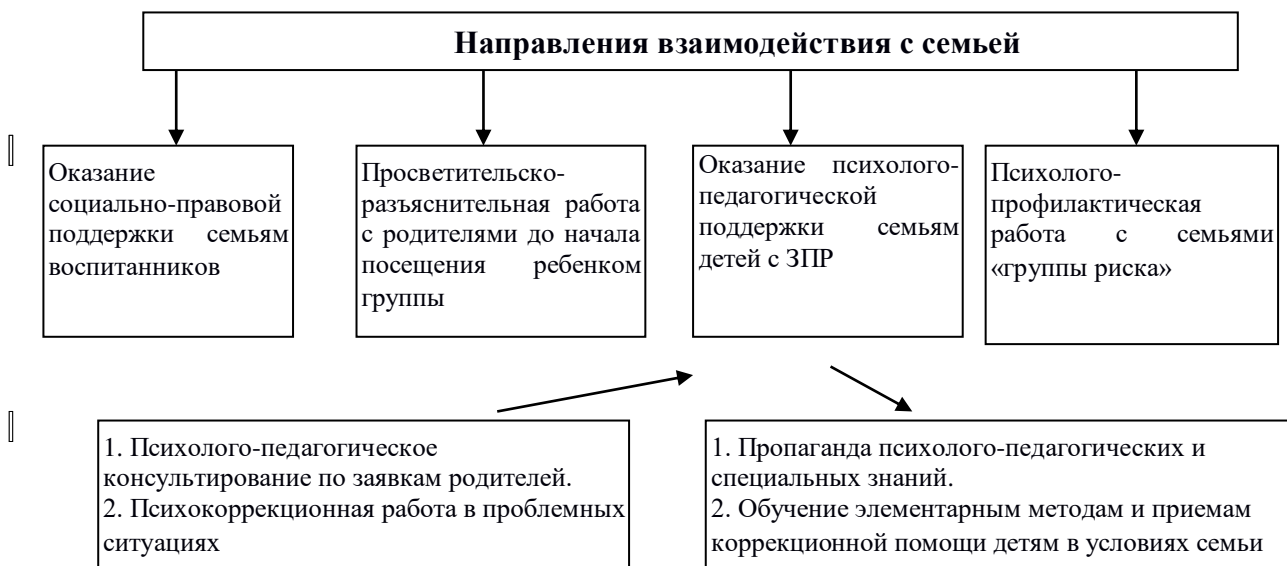 Направления взаимодействия с семьей
Оказание
социально-правовой
поддержки семьям
воспитанников
Просветительско-
разъяснительная работа
с родителями до начала
посещения ребенком
группы
Оказание психолого-
педагогической
поддержки семьям
детей с ЗПР
Психолого-
профилактическая
работа с семьями
«группы риска»
1. Психолого-педагогическое
консультирование по заявкам родителей.
2. Психокоррекционная работа в проблемных
ситуациях
1. Пропаганда психолого-педагогических и
специальных знаний.
2. Обучение элементарным методам и приемам
коррекционной помощи детям в условиях семьи